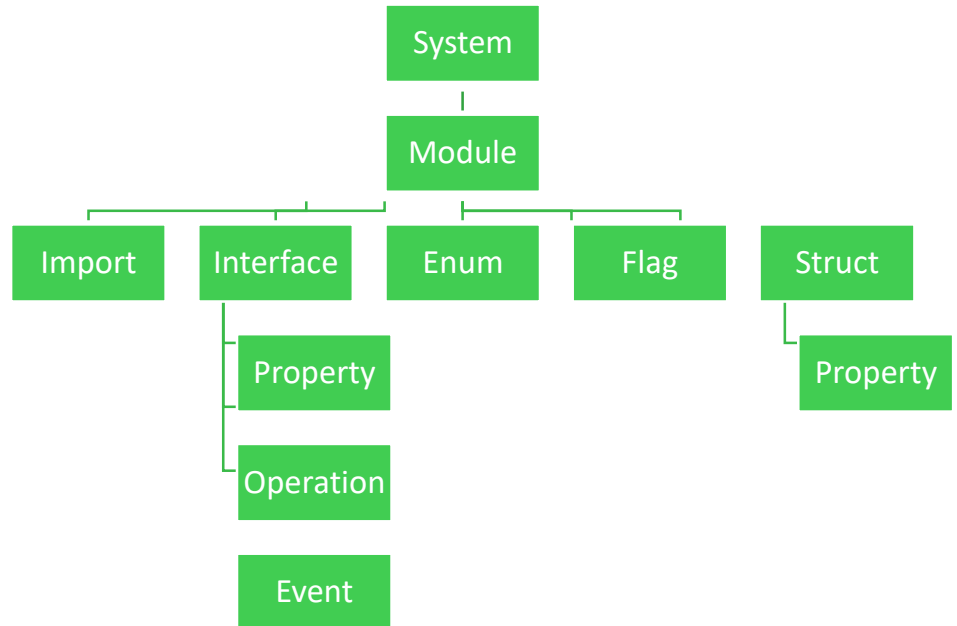 System
Module
Import
Interface
Enum
Flag
Struct
Property
Property
Operation
Event